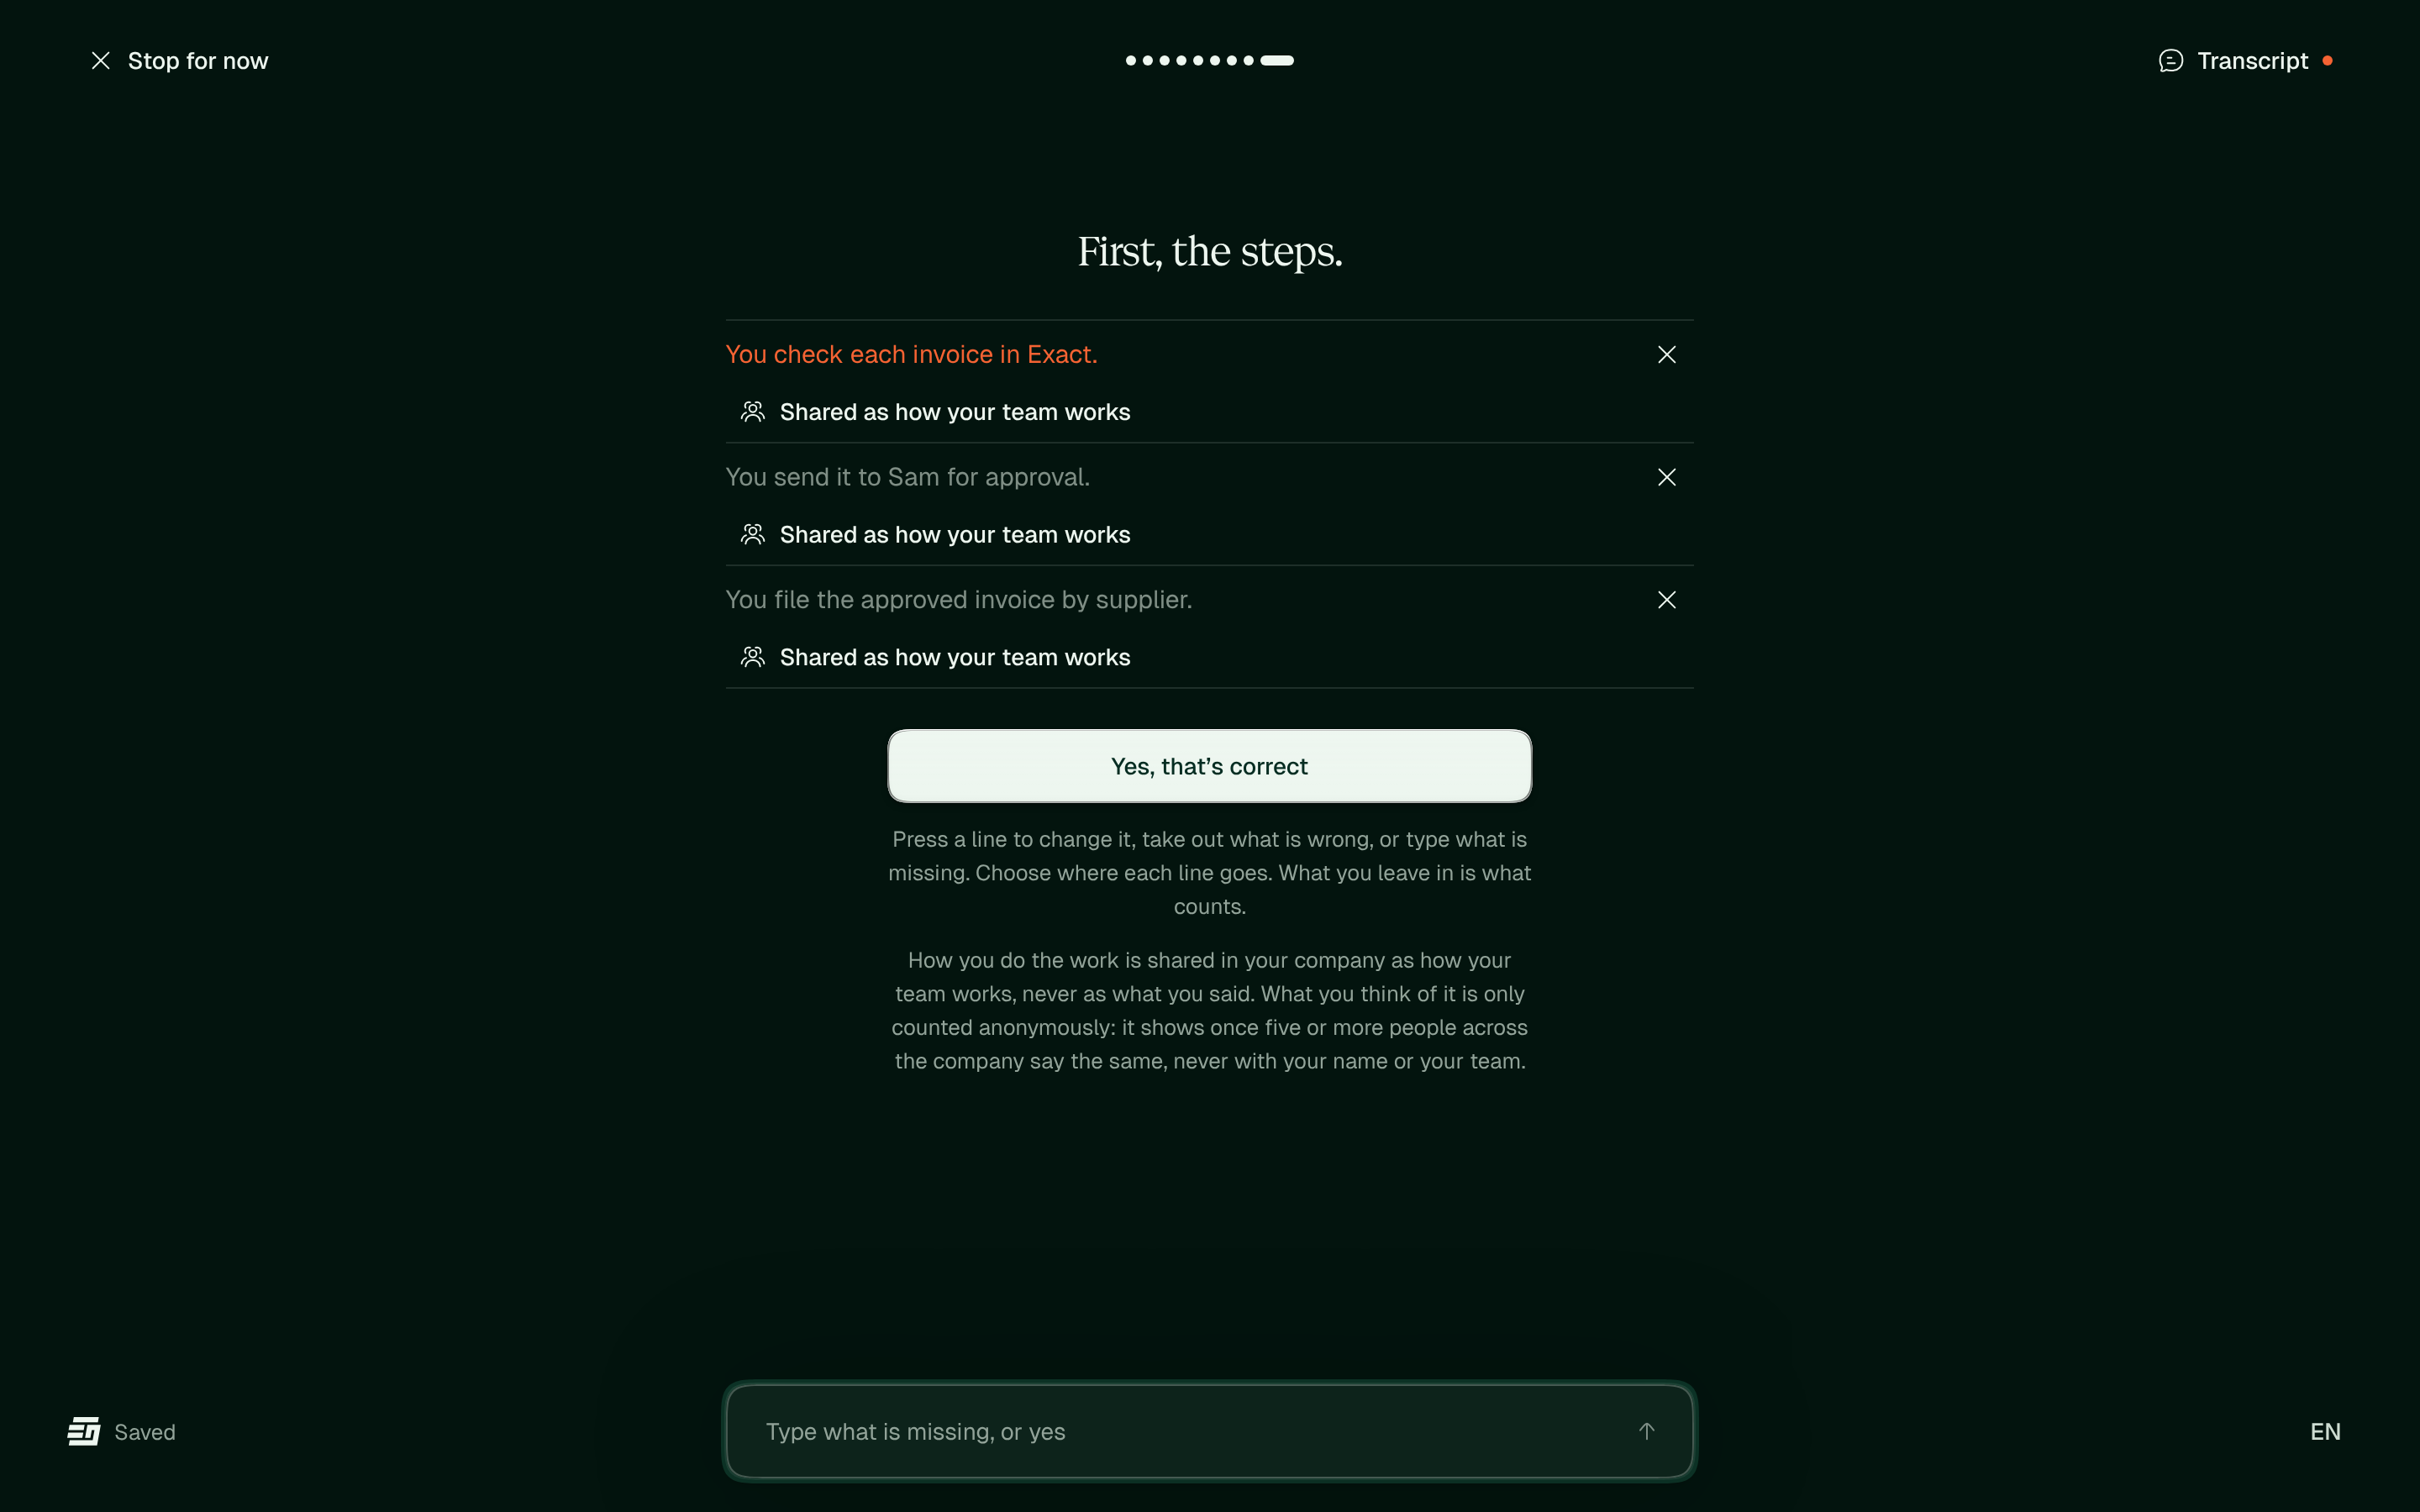 Stop for now
Transcript
First, the steps.
You check each invoice in Exact.
Shared as how your team works
You send it to Sam for approval.
Shared as how your team works
You file the approved invoice by supplier.
Shared as how your team works
Yes, that’s correct
Press a line to change it, take out what is wrong, or type what is
missing. Choose where each line goes. What you leave in is what
counts.
How you do the work is shared in your company as how your
team works, never as what you said. What you think of it is only
counted anonymously: it shows once five or more people across
the company say the same, never with your name or your team.
Saved
Type what is missing, or yes
EN